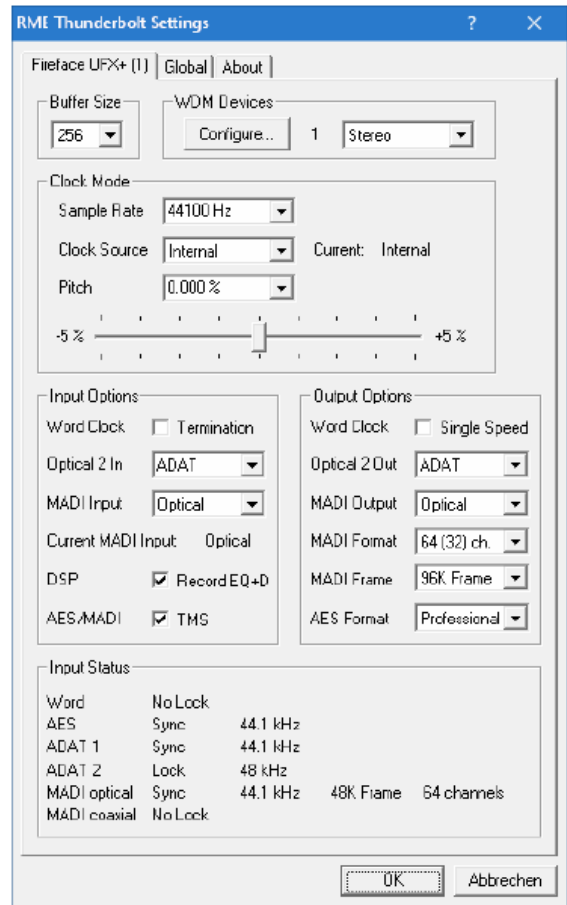 RME Thunderbolt Settings ? ×
Fireface UFX+ (1) Global About
Buffer Size WDM Devices
256 Configure... 1 Stereo
Clock Mode
Sample Rate 44100 Hz
Clock Source Internal Current: Internal
Pitch 0.000 %
-5 % +5 %
Input Options Output Options
Word Clock Termination Word Clock Single Speed
Optical 2 In ADAT Optical 2 Out ADAT
MADI Input Optical MADI Output Optical
Current MADI Input Optical MADI Format 64 (32) ch.
DSP Record EQ+D MADI Frame 96K Frame
AES/MADI TMS AES Format Professional
Input Status
Word No Lock
AES Sync 44.1 kHz
ADAT 1 Sync 44.1 kHz
ADAT 2 Lock 48 kHz
MADI optical Sync 44.1 kHz 48K Frame 64 channels
MADI coaxial No Lock
OK Abbrechen